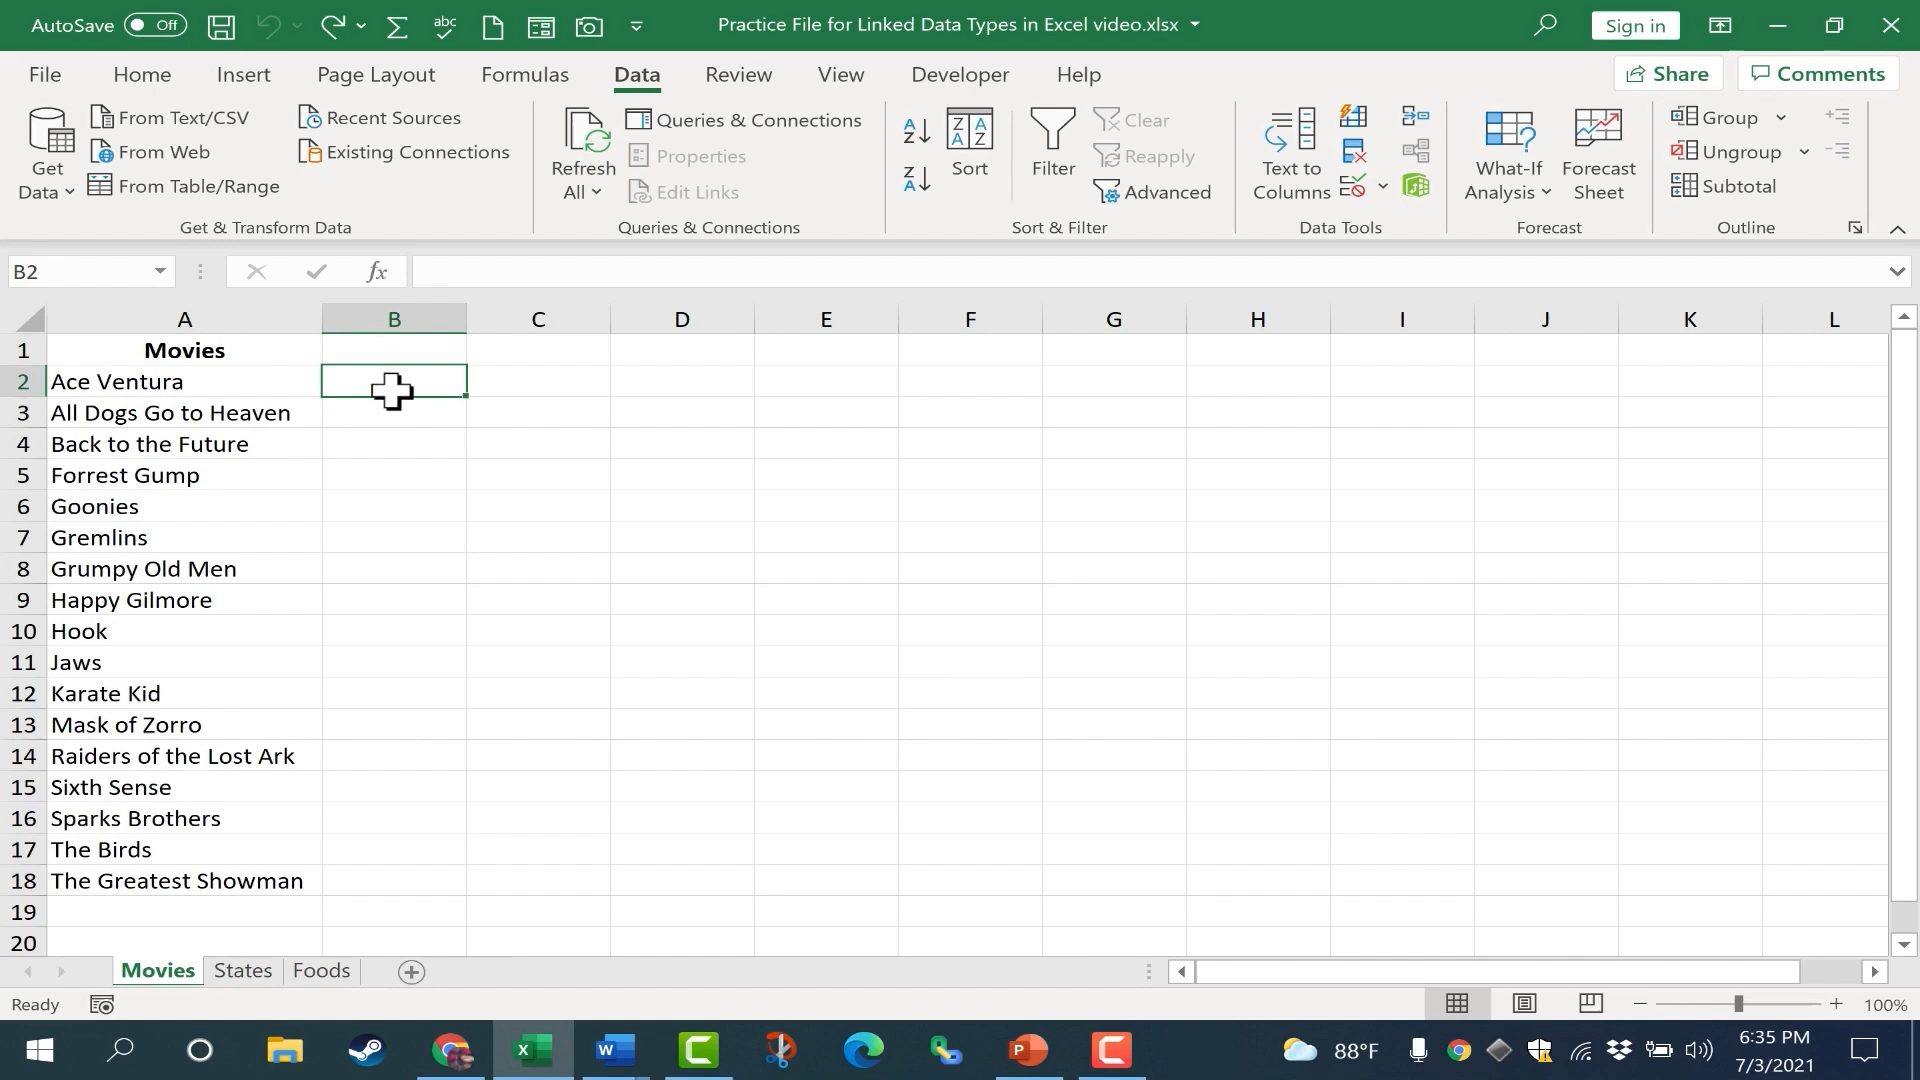 AutoSave Off abc Practice File for Linked Data Types in Excel video.xlsx Sign in
File Home Insert Page Layout Formulas Data Review View Developer Help Share Comments
Get Data
From Text/CSV
From Web
From Table/Range
Recent Sources
Existing Connections
Get & Transform Data
Refresh All
Queries & Connections
Properties
Edit Links
Queries & Connections
Sort
Filter
Clear
Reapply
Advanced
Sort & Filter
Text to Columns
Data Tools
What-If Analysis
Forecast Sheet
Forecast
Group
Ungroup
Subtotal
Outline
B2 fx
A B C D E F G H I J K L
1 Movies
2 Ace Ventura
3 All Dogs Go to Heaven
4 Back to the Future
5 Forrest Gump
6 Goonies
7 Gremlins
8 Grumpy Old Men
9 Happy Gilmore
10 Hook
11 Jaws
12 Karate Kid
13 Mask of Zorro
14 Raiders of the Lost Ark
15 Sixth Sense
16 Sparks Brothers
17 The Birds
18 The Greatest Showman
19
20
Movies States Foods
Ready 100%
88°F 6:35 PM
7/3/2021